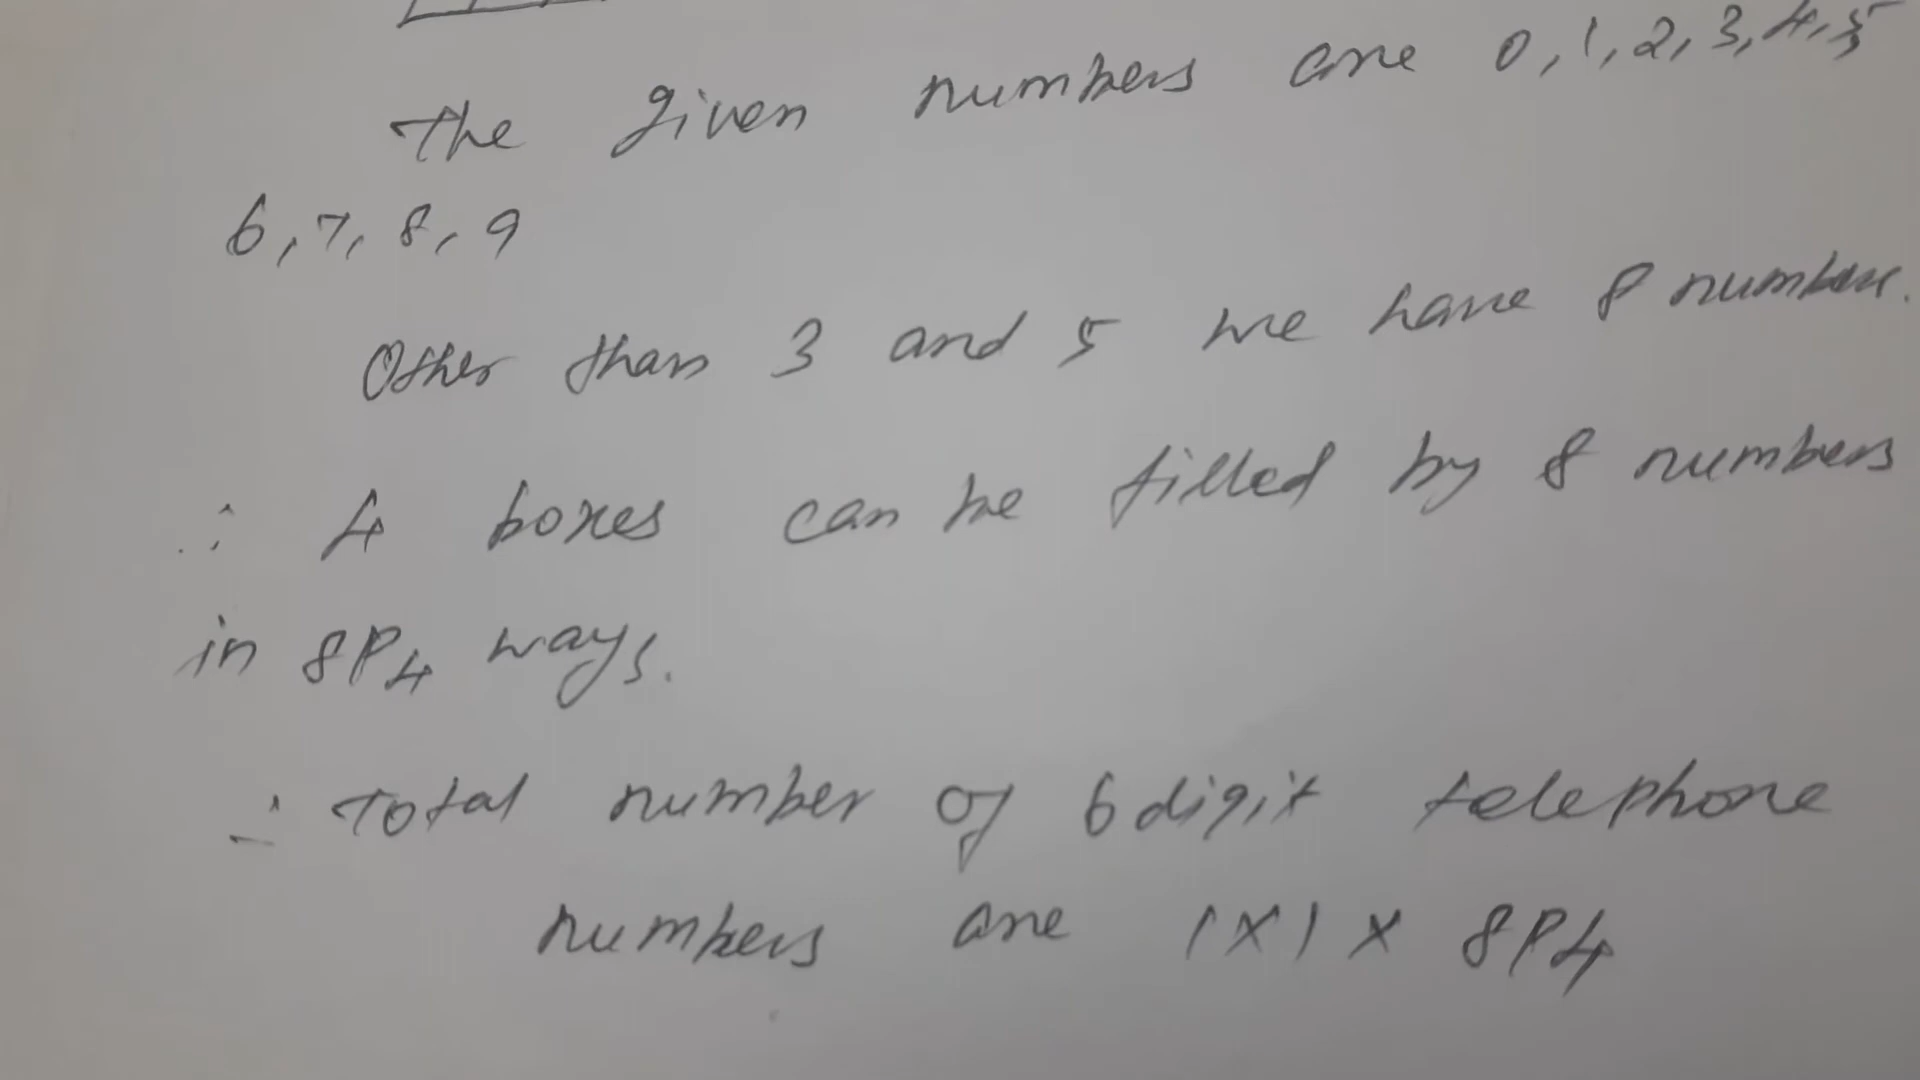 The given numbers are 0, 1, 2, 3, 4, 5
6, 7, 8, 9
Other than 3 and 5 we have 8 numbers.
∴ 4 boxes can be filled by 8 numbers
in 8P4 ways.
∴ Total number of 6 digit telephone
numbers are 1 x 1 x 8P4